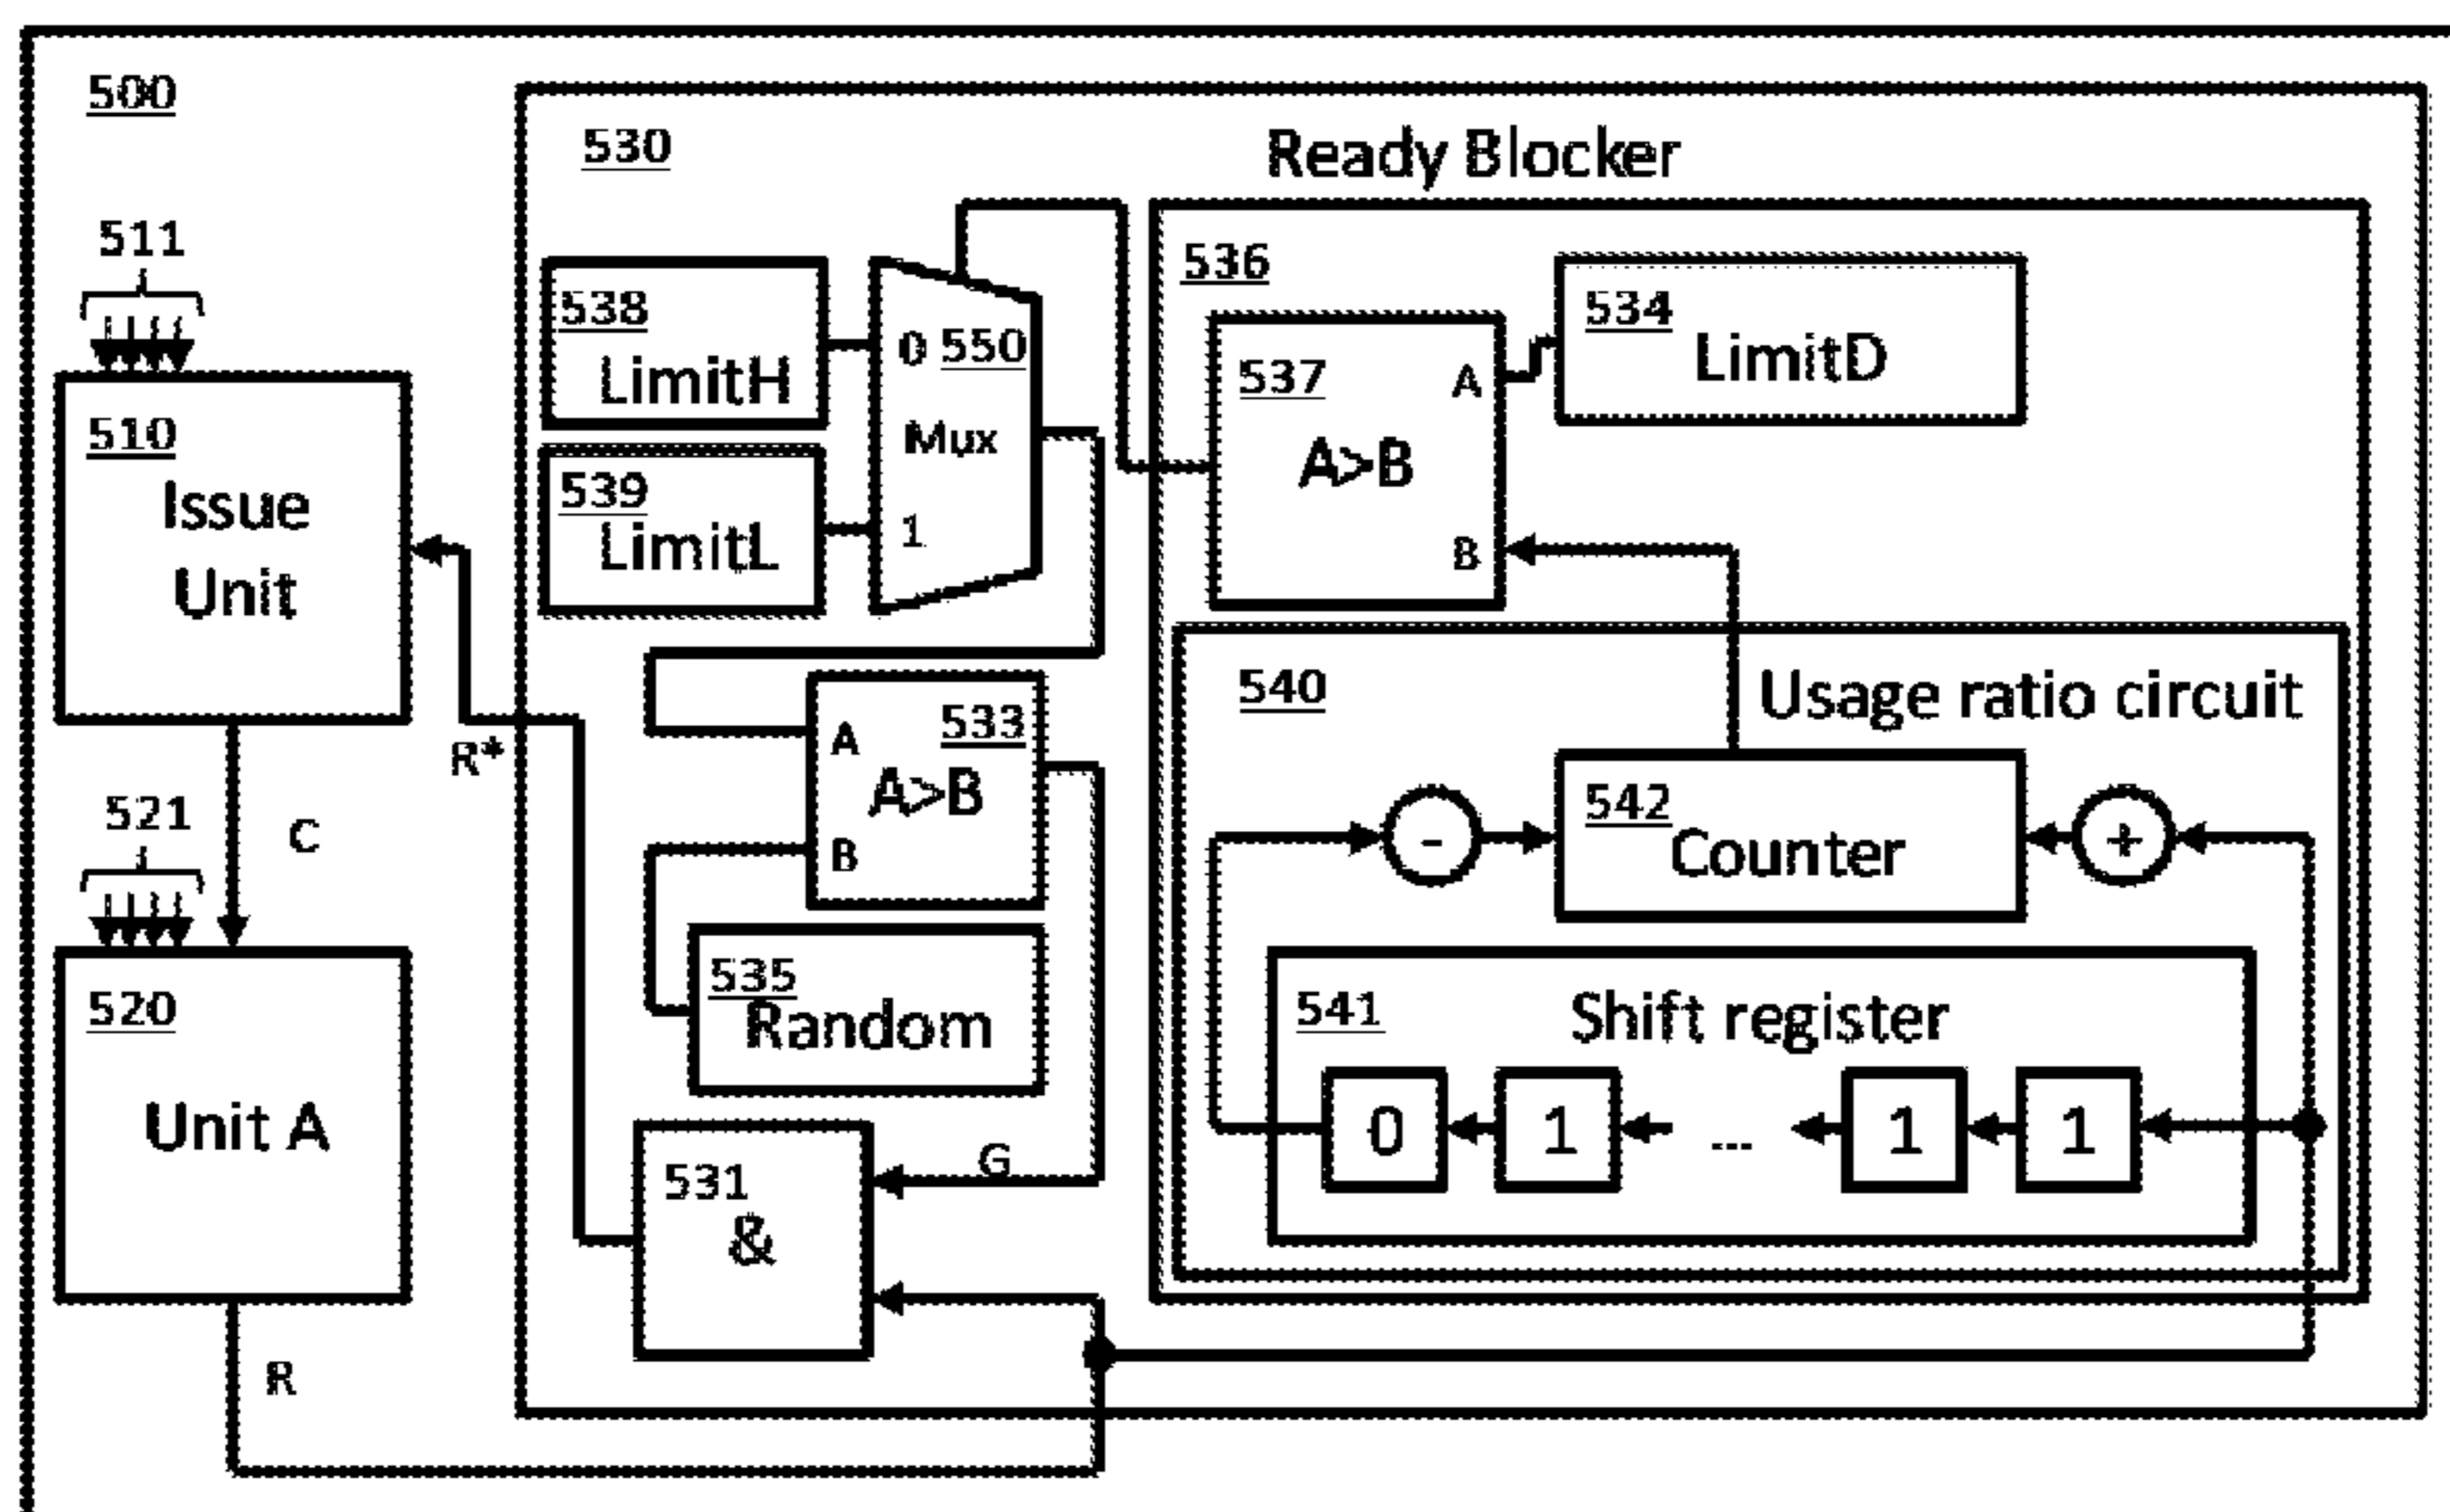 500
530
Ready Blocker
511
536
538
LimitH
0
550
Mux
1
539
LimitL
534
LimitD
537
A
A>B
B
510
Issue
Unit
R*
C
521
533
A
A>B
B
540
Usage ratio circuit
-
542
Counter
+
520
Unit A
535
Random
541
Shift register
0
1
...
1
1
G
531
&
R